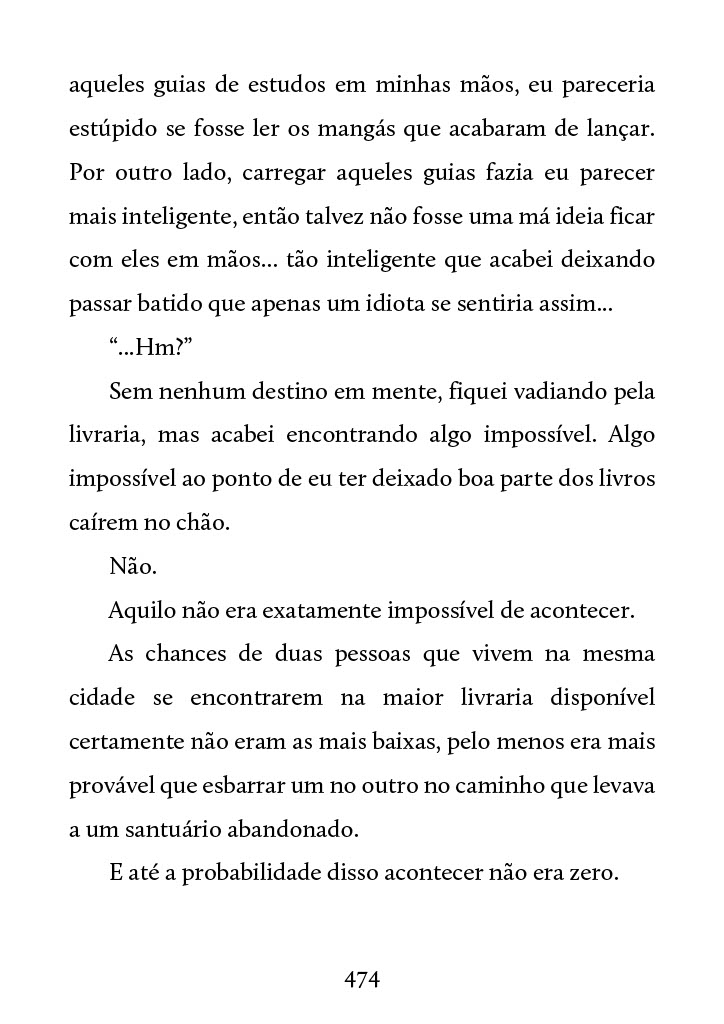 aqueles guias de estudos em minhas mãos, eu pareceria
estúpido se fosse ler os mangás que acabaram de lançar.
Por outro lado, carregar aqueles guias fazia eu parecer
mais inteligente, então talvez não fosse uma má ideia ficar
com eles em mãos... tão inteligente que acabei deixando
passar batido que apenas um idiota se sentiria assim...
“...Hm?”
Sem nenhum destino em mente, fiquei vadiando pela
livraria, mas acabei encontrando algo impossível. Algo
impossível ao ponto de eu ter deixado boa parte dos livros
caírem no chão.
Não.
Aquilo não era exatamente impossível de acontecer.
As chances de duas pessoas que vivem na mesma
cidade se encontrarem na maior livraria disponível
certamente não eram as mais baixas, pelo menos era mais
provável que esbarrar um no outro no caminho que levava
a um santuário abandonado.
E até a probabilidade disso acontecer não era zero.
474